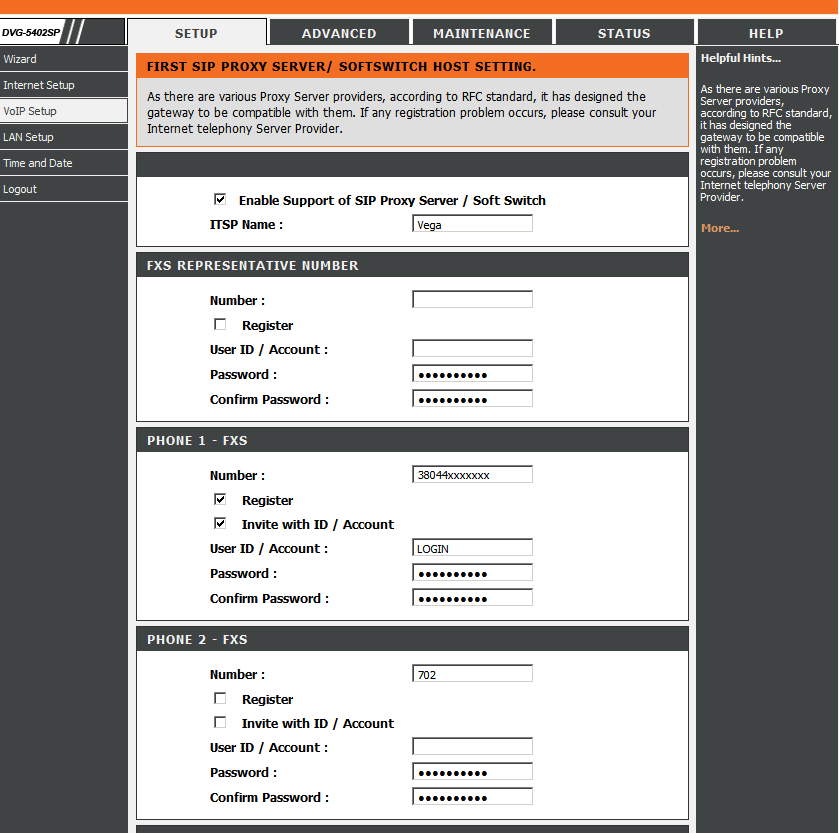 DVG-5402SP
SETUP
ADVANCED
MAINTENANCE
STATUS
HELP
Wizard
Internet Setup
VoIP Setup
LAN Setup
Time and Date
Logout
FIRST SIP PROXY SERVER/ SOFTSWITCH HOST SETTING.
As there are various Proxy Server providers, according to RFC standard, it has designed the
gateway to be compatible with them. If any registration problem occurs, please consult your
Internet telephony Server Provider.
Enable Support of SIP Proxy Server / Soft Switch
ITSP Name : Vega
FXS REPRESENTATIVE NUMBER
Number :
Register
User ID / Account :
Password : ●●●●●●●●●●
Confirm Password : ●●●●●●●●●●
PHONE 1 - FXS
Number : 38044xxxxxxx
Register
Invite with ID / Account
User ID / Account : LOGIN
Password : ●●●●●●●●●●
Confirm Password : ●●●●●●●●●●
PHONE 2 - FXS
Number : 702
Register
Invite with ID / Account
User ID / Account :
Password : ●●●●●●●●●●
Confirm Password : ●●●●●●●●●●
Helpful Hints...
As there are various Proxy
Server providers,
according to RFC standard,
it has designed the
gateway to be compatible
with them. If any
registration problem
occurs, please consult your
Internet telephony Server
Provider.
More...